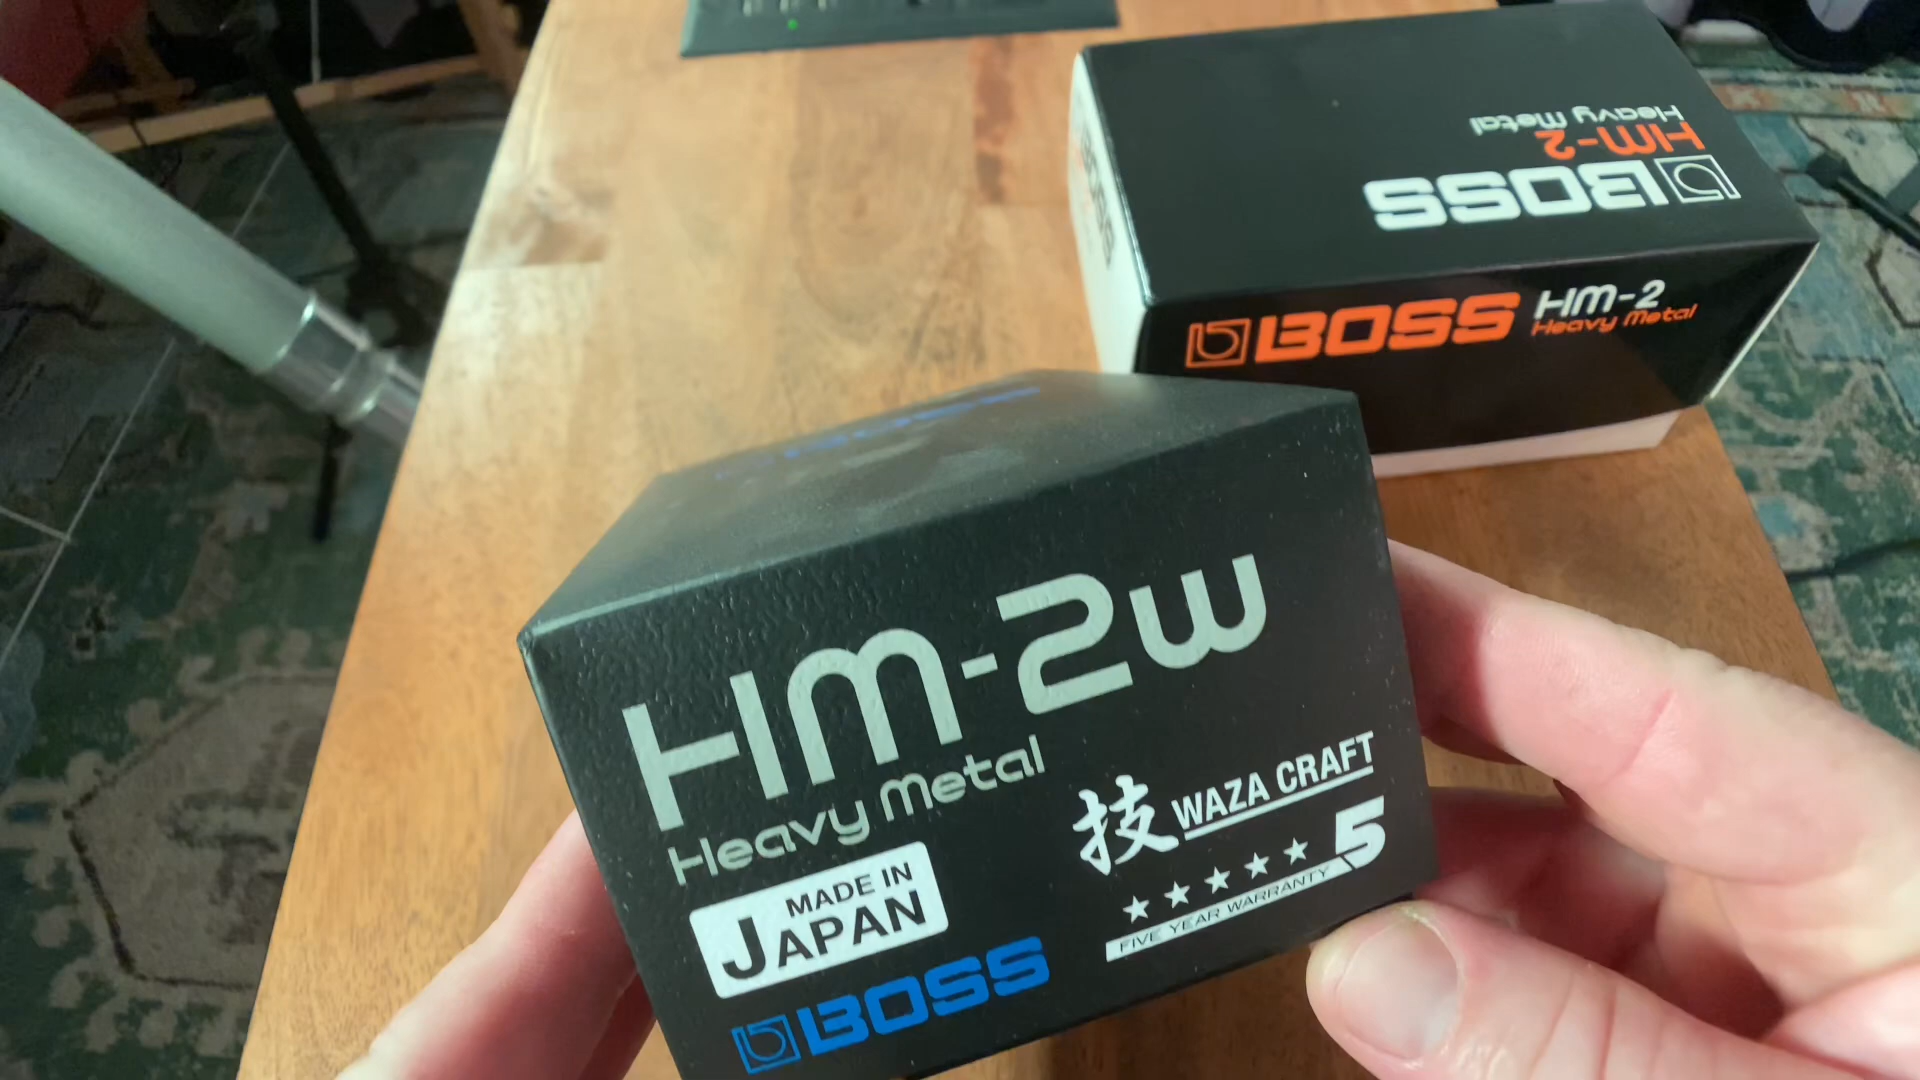 HM-2
Heavy Metal
BOSS
BOSS HM-2
Heavy Metal
HM-2w
Heavy Metal
技 WAZA CRAFT
MADE IN
JAPAN
★★★★★ 5
FIVE YEAR WARRANTY
BOSS